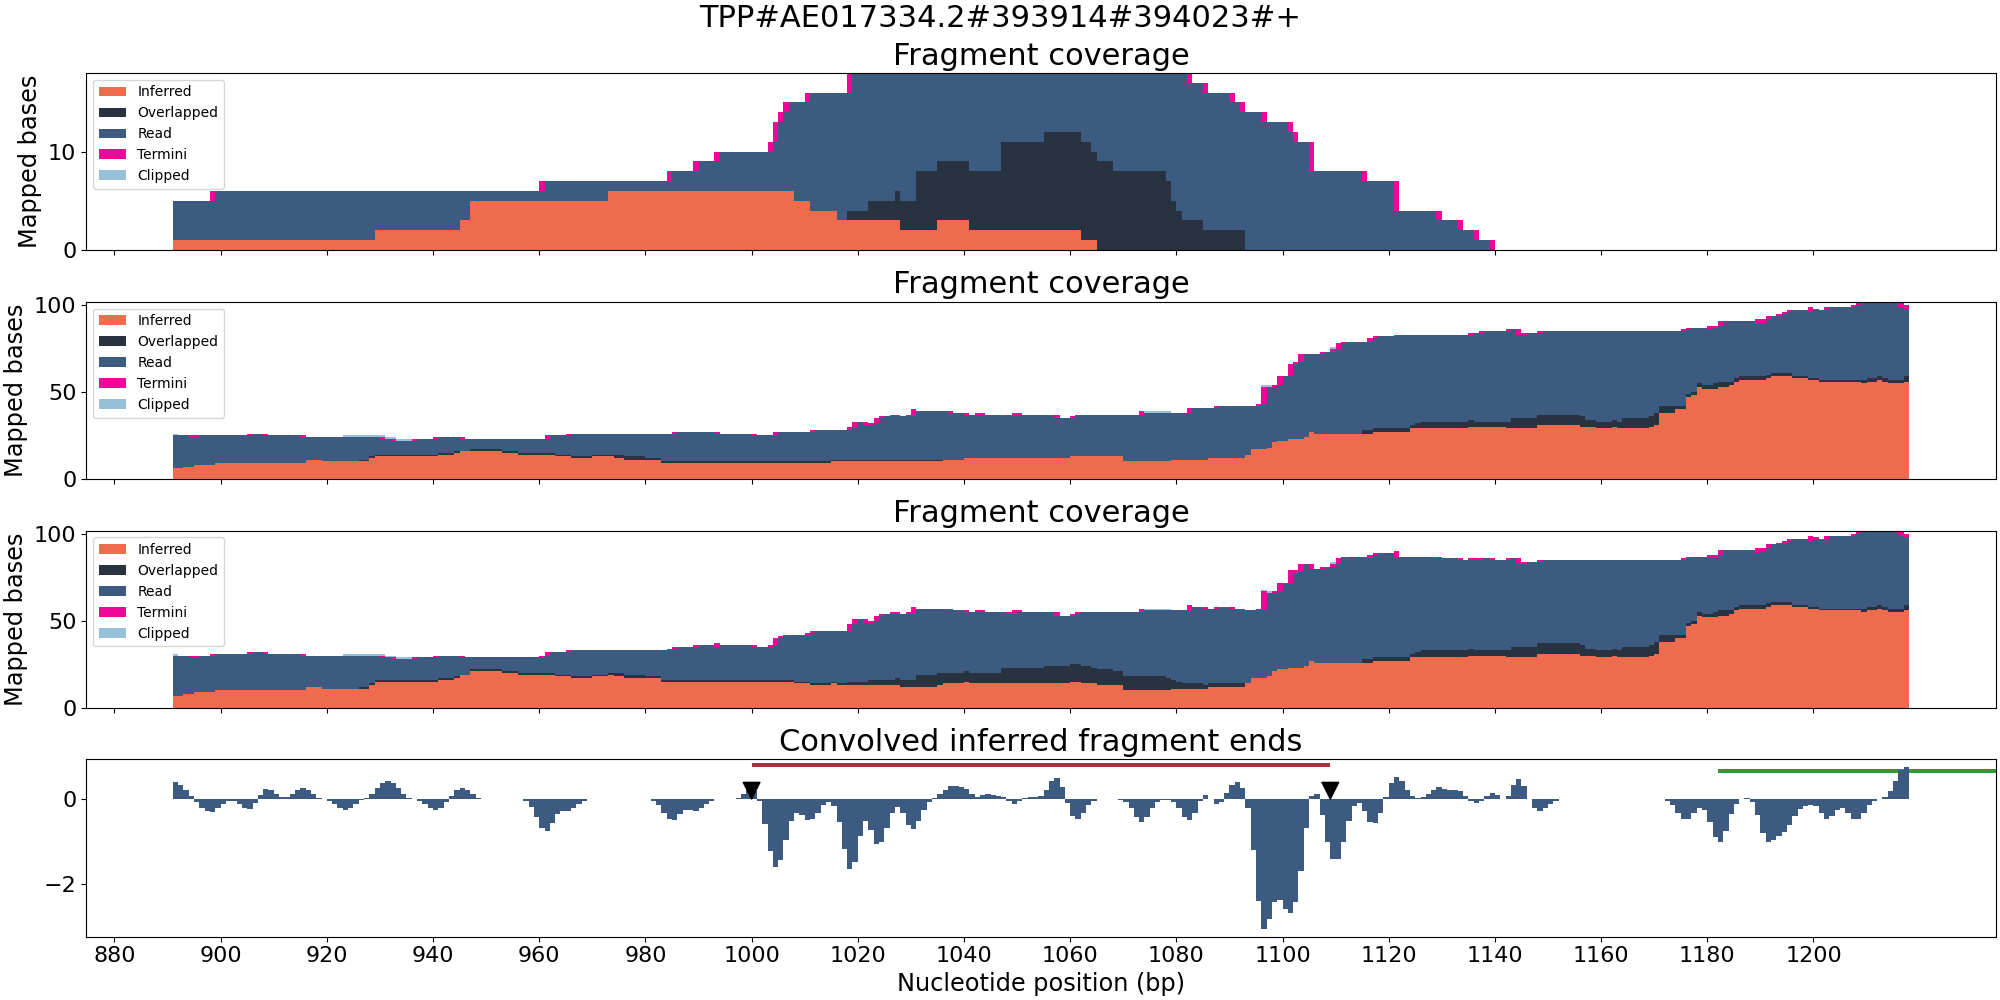 TPP#AE017334.2#393914#394023#+
Fragment coverage
Mapped bases
10
0
Inferred
Overlapped
Read
Termini
Clipped
Fragment coverage
Mapped bases
100
50
0
Inferred
Overlapped
Read
Termini
Clipped
Fragment coverage
Mapped bases
100
50
0
Inferred
Overlapped
Read
Termini
Clipped
Convolved inferred fragment ends
0
−2
880 900 920 940 960 980 1000 1020 1040 1060 1080 1100 1120 1140 1160 1180 1200
Nucleotide position (bp)